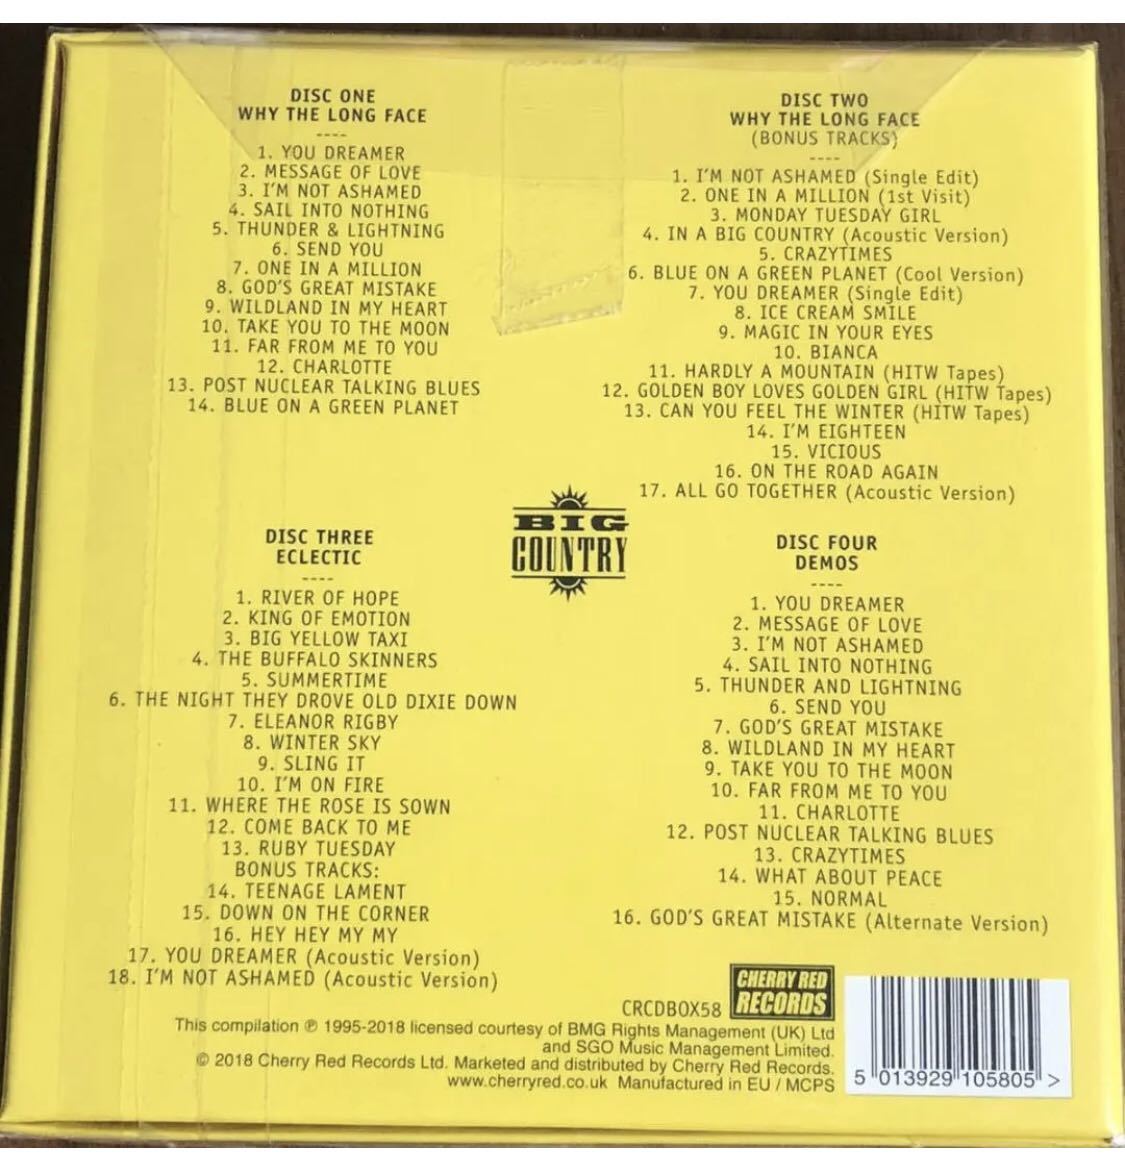 DISC ONE
WHY THE LONG FACE
----
1. YOU DREAMER
2. MESSAGE OF LOVE
3. I'M NOT ASHAMED
4. SAIL INTO NOTHING
5. THUNDER & LIGHTNING
6. SEND YOU
7. ONE IN A MILLION
8. GOD'S GREAT MISTAKE
9. WILDLAND IN MY HEART
10. TAKE YOU TO THE MOON
11. FAR FROM ME TO YOU
12. CHARLOTTE
13. POST NUCLEAR TALKING BLUES
14. BLUE ON A GREEN PLANET
DISC TWO
WHY THE LONG FACE
(BONUS TRACKS)
----
1. I'M NOT ASHAMED (Single Edit)
2. ONE IN A MILLION (1st Visit)
3. MONDAY TUESDAY GIRL
4. IN A BIG COUNTRY (Acoustic Version)
5. CRAZYTIMES
6. BLUE ON A GREEN PLANET (Cool Version)
7. YOU DREAMER (Single Edit)
8. ICE CREAM SMILE
9. MAGIC IN YOUR EYES
10. BIANCA
11. HARDLY A MOUNTAIN (HITW Tapes)
12. GOLDEN BOY LOVES GOLDEN GIRL (HITW Tapes)
13. CAN YOU FEEL THE WINTER (HITW Tapes)
14. I'M EIGHTEEN
15. VICIOUS
16. ON THE ROAD AGAIN
17. ALL GO TOGETHER (Acoustic Version)
BIG
COUNTRY
DISC THREE
ECLECTIC
----
1. RIVER OF HOPE
2. KING OF EMOTION
3. BIG YELLOW TAXI
4. THE BUFFALO SKINNERS
5. SUMMERTIME
6. THE NIGHT THEY DROVE OLD DIXIE DOWN
7. ELEANOR RIGBY
8. WINTER SKY
9. SLING IT
10. I'M ON FIRE
11. WHERE THE ROSE IS SOWN
12. COME BACK TO ME
13. RUBY TUESDAY
BONUS TRACKS:
14. TEENAGE LAMENT
15. DOWN ON THE CORNER
16. HEY HEY MY MY
17. YOU DREAMER (Acoustic Version)
18. I'M NOT ASHAMED (Acoustic Version)
DISC FOUR
DEMOS
----
1. YOU DREAMER
2. MESSAGE OF LOVE
3. I'M NOT ASHAMED
4. SAIL INTO NOTHING
5. THUNDER AND LIGHTNING
6. SEND YOU
7. GOD'S GREAT MISTAKE
8. WILDLAND IN MY HEART
9. TAKE YOU TO THE MOON
10. FAR FROM ME TO YOU
11. CHARLOTTE
12. POST NUCLEAR TALKING BLUES
13. CRAZYTIMES
14. WHAT ABOUT PEACE
15. NORMAL
16. GOD'S GREAT MISTAKE (Alternate Version)
CRCDBOX58
CHERRY RED
RECORDS
This compilation ℗ 1995-2018 licensed courtesy of BMG Rights Management (UK) Ltd
and SGO Music Management Limited.
© 2018 Cherry Red Records Ltd. Marketed and distributed by Cherry Red Records.
www.cherryred.co.uk Manufactured in EU / MCPS
5 013929 105805 >